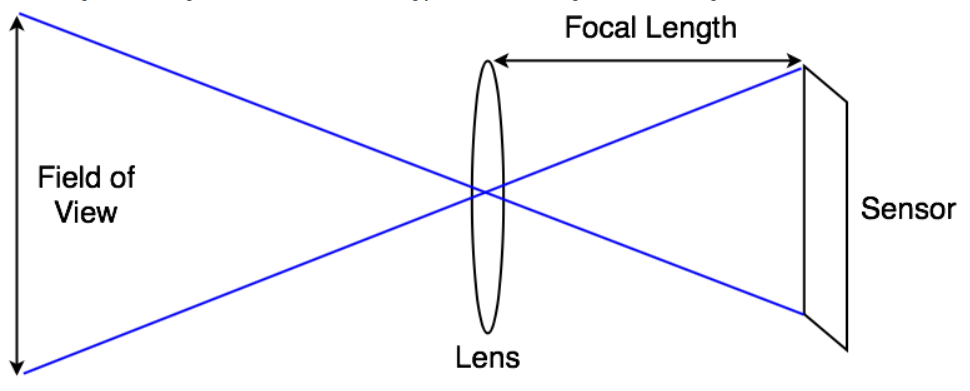 Focal Length
Field of
View
Sensor
Lens